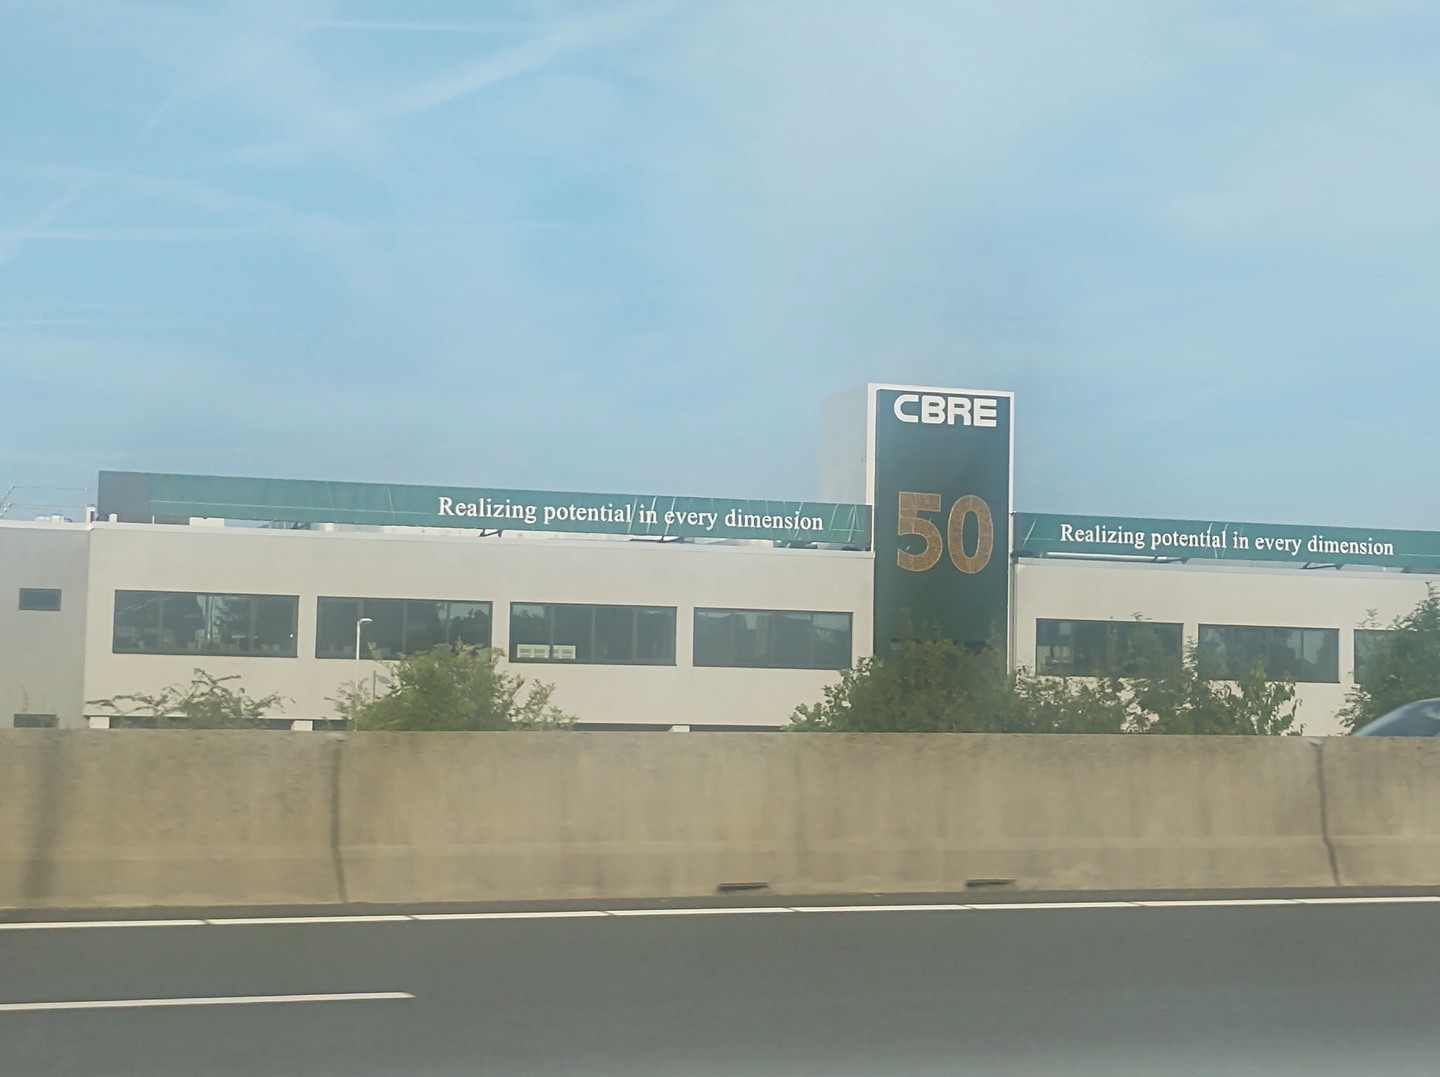 CBRE
50
Realizing potential in every dimension
Realizing potential in every dimension